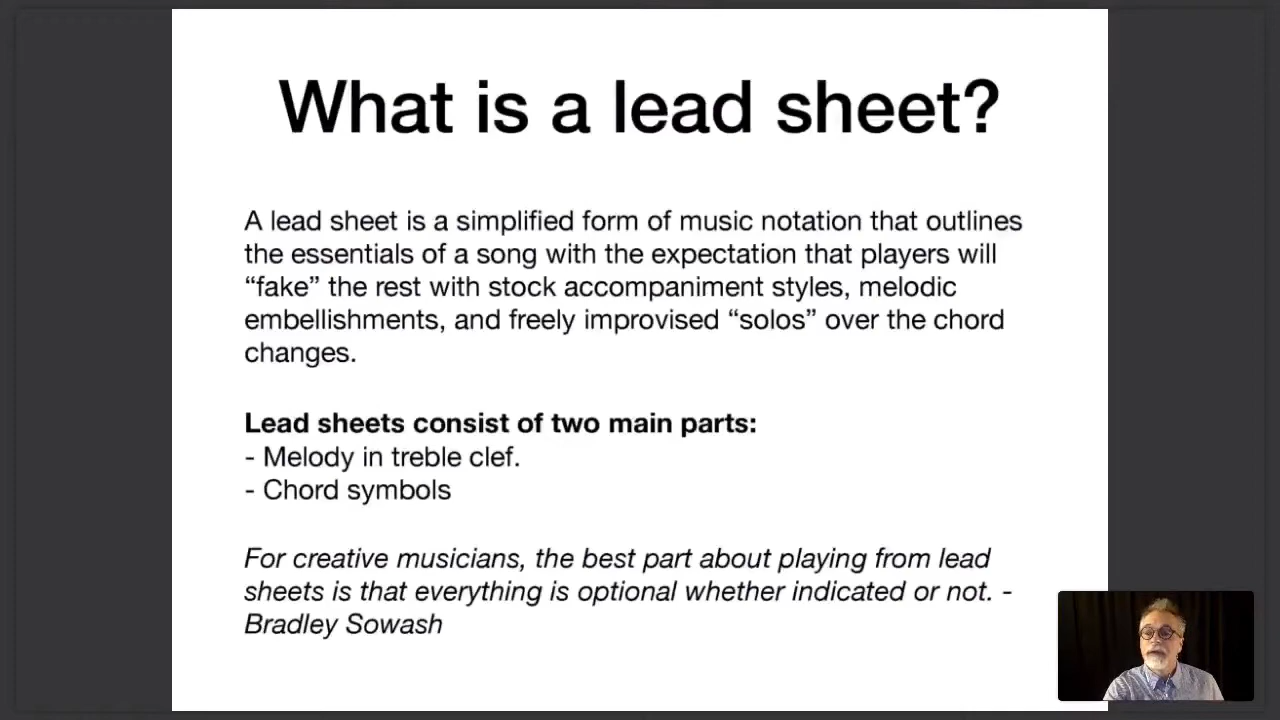 What is a lead sheet?
A lead sheet is a simplified form of music notation that outlines
the essentials of a song with the expectation that players will
“fake” the rest with stock accompaniment styles, melodic
embellishments, and freely improvised “solos” over the chord
changes.
Lead sheets consist of two main parts:
- Melody in treble clef.
- Chord symbols
For creative musicians, the best part about playing from lead
sheets is that everything is optional whether indicated or not. -
Bradley Sowash